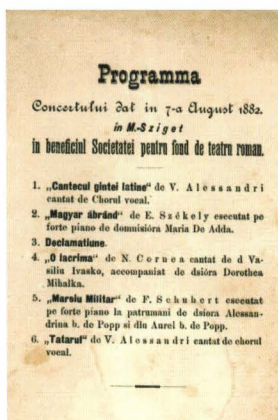 Programma
Concertului dat in 7-a August 1882.
in M.-Sziget
in beneficiul Societatei pentru fond de teatru roman.
1. „Cantecul gintei latine“ de V. Alessandri
cantat de Chorul vocal.
2. „Magyar ábránd“ de E. Székely esecutat pe
forte piano de domnisióra Maria De Adda.
3. Declamatiune.
4. „O lacrima“ de N. Cornea cantat de d Va-
siliu Ivasko, accompaniat de dsióra Dorothea
Mihalka.
5. „Marsiu Militar“ de F. Schubert esecutat
pe forte piano la patrumani de dsiora Alessan-
drina b. de Popp si dlu Aurel b. de Popp.
6. „Tatarul“ de V. Alessandri cantat de chorul
vocal.